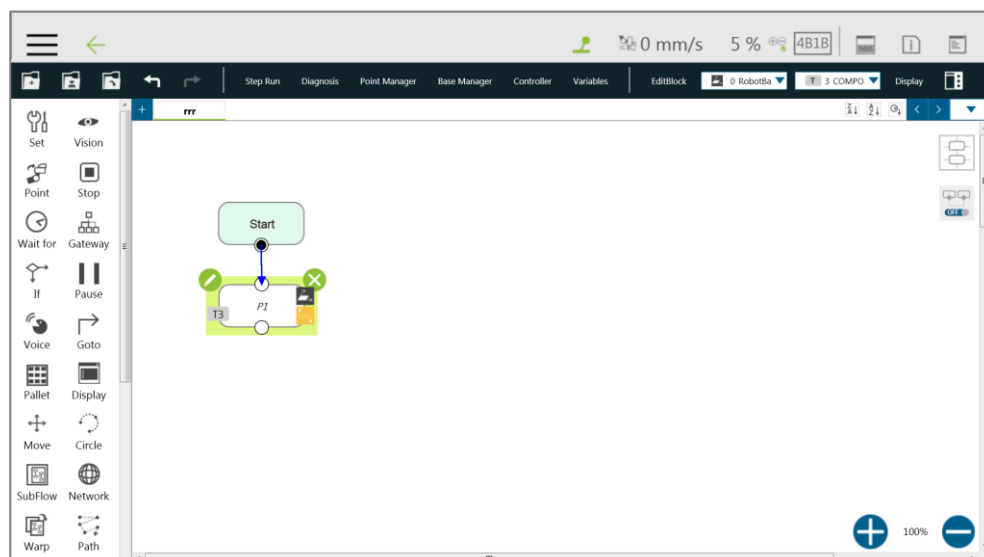 0 mm/s 5 % 4B1B
Step Run Diagnosis Point Manager Base Manager Controller Variables EditBlock 0 RobotBa T 3 COMPO Display
+ rrr
Set Vision
Point Stop
Wait for Gateway
If Pause
Voice Goto
Pallet Display
Move Circle
SubFlow Network
Warp Path
Start
P1
T3
OFF
100%